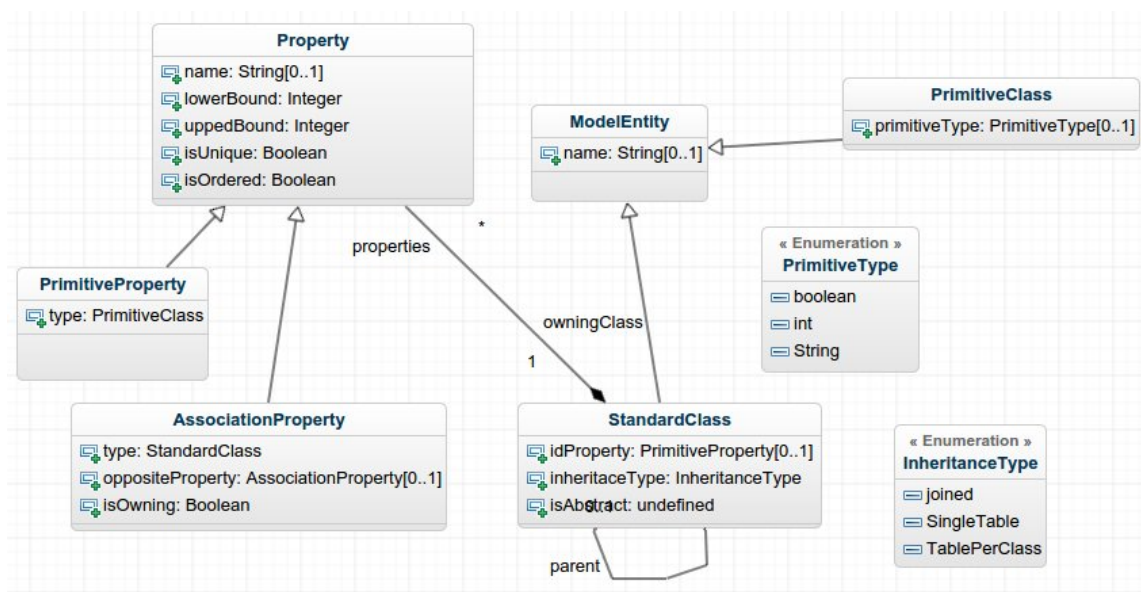 Property
name: String[0..1]
lowerBound: Integer
uppedBound: Integer
isUnique: Boolean
isOrdered: Boolean
ModelEntity
name: String[0..1]
PrimitiveClass
primitiveType: PrimitiveType[0..1]
*
properties
PrimitiveProperty
type: PrimitiveClass
« Enumeration »
PrimitiveType
boolean
int
String
owningClass
1
AssociationProperty
type: StandardClass
oppositeProperty: AssociationProperty[0..1]
isOwning: Boolean
StandardClass
idProperty: PrimitiveProperty[0..1]
inheritaceType: InheritanceType
isAbstract: undefined
0..1
parent
« Enumeration »
InheritanceType
joined
SingleTable
TablePerClass